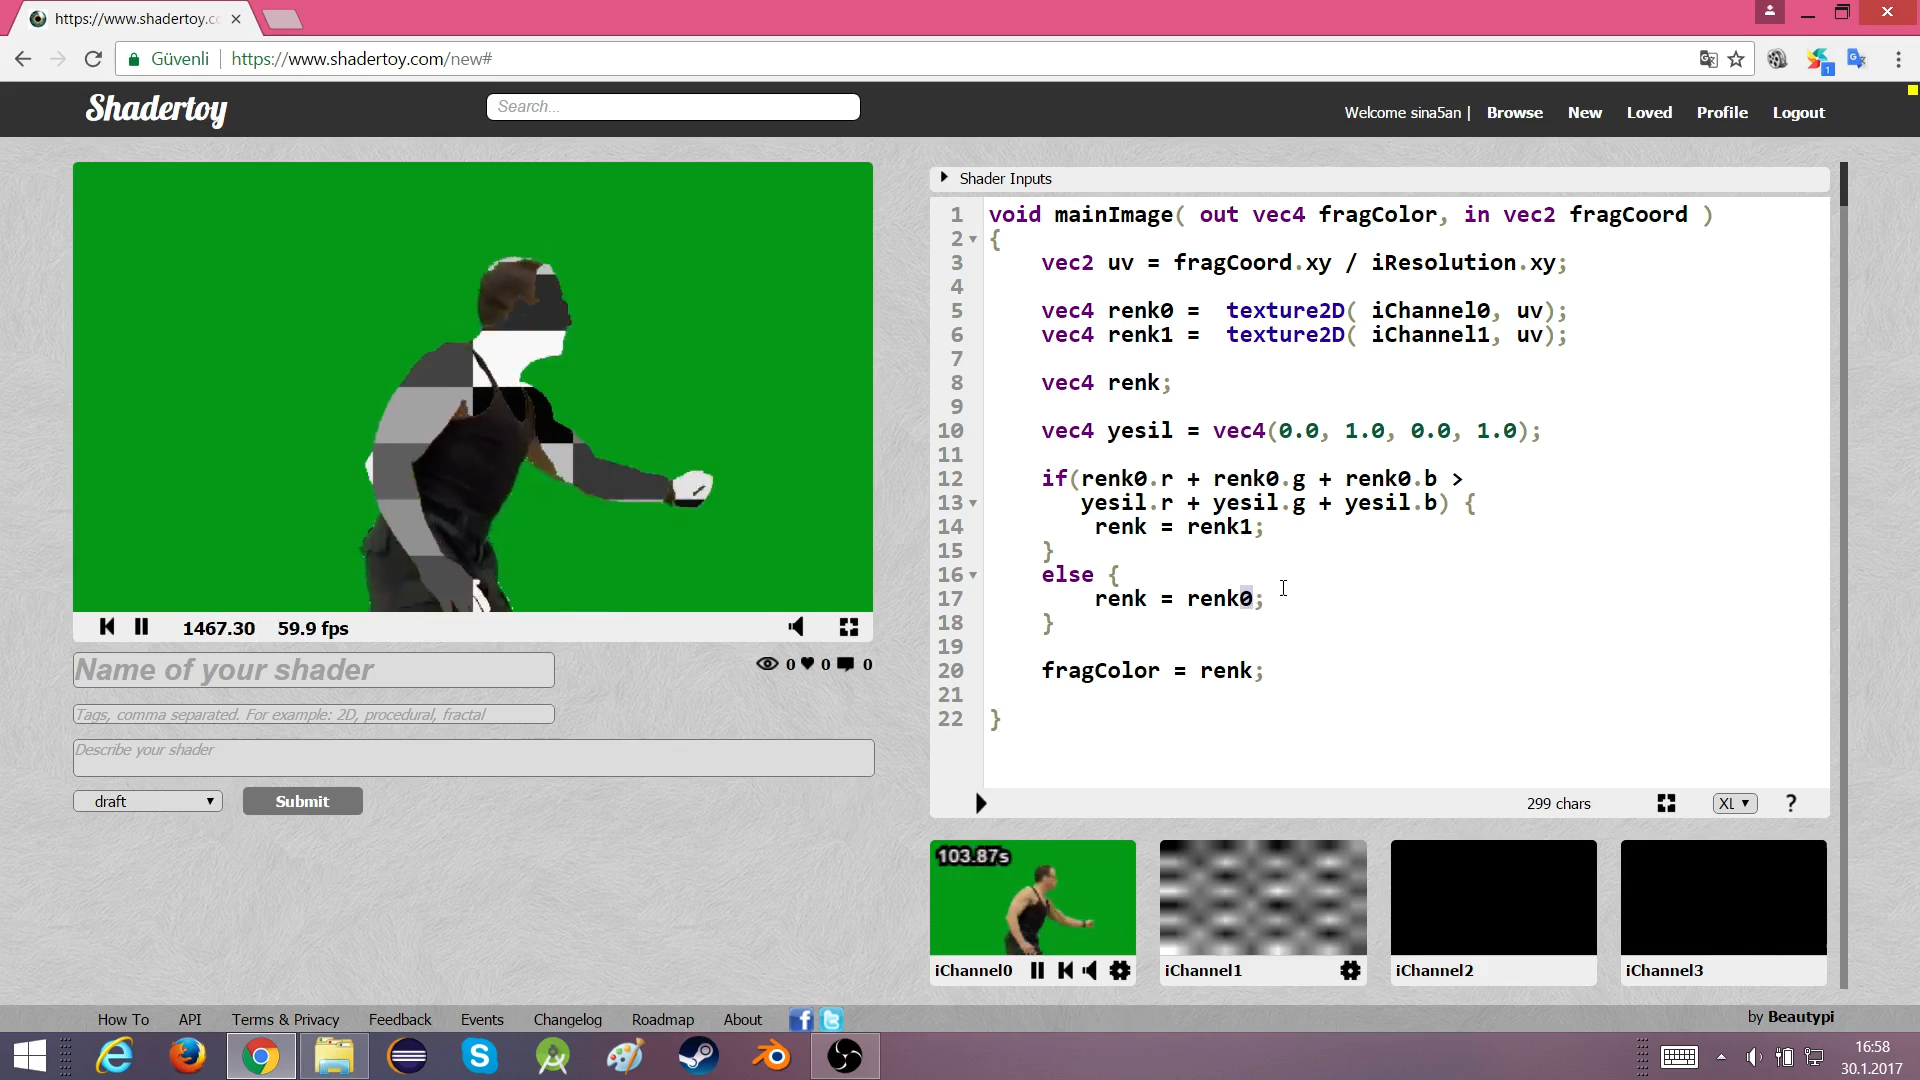 https://www.shadertoy.c
Güvenli
https://www.shadertoy.com/new#
1
Shadertoy
Search...
Welcome sina5an |
Browse
New
Loved
Profile
Logout
Shader Inputs
1 void mainImage( out vec4 fragColor, in vec2 fragCoord )
2 {
3 vec2 uv = fragCoord.xy / iResolution.xy;
4
5 vec4 renk0 =  texture2D( iChannel0, uv);
6 vec4 renk1 =  texture2D( iChannel1, uv);
7
8 vec4 renk;
9
10 vec4 yesil = vec4(0.0, 1.0, 0.0, 1.0);
11
12 if(renk0.r + renk0.g + renk0.b >
13 yesil.r + yesil.g + yesil.b) {
14 renk = renk1;
15 }
16 else {
17 renk = renk0;
18 }
19
20 fragColor = renk;
21
22 }
1467.30
59.9 fps
Name of your shader
0
0
0
Tags, comma separated. For example: 2D, procedural, fractal
Describe your shader
draft
Submit
299 chars
XL
?
103.87s
iChannel0
iChannel1
iChannel2
iChannel3
How To
API
Terms & Privacy
Feedback
Events
Changelog
Roadmap
About
by Beautypi
16:58
30.1.2017